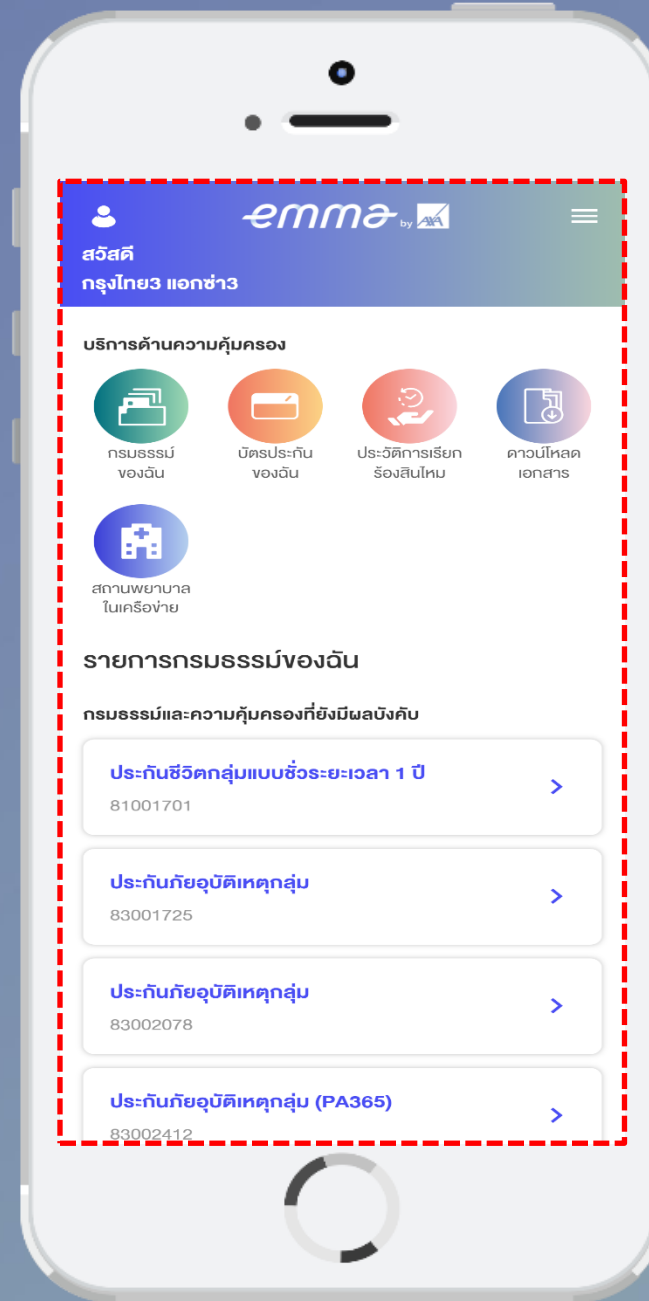 emma by AXA
สวัสดี
กรุงไทย3 แอกซ่า3
บริการด้านความคุ้มครอง
กรมธรรม์
ของฉัน
บัตรประกัน
ของฉัน
ประวัติการเรียก
ร้องสินไหม
ดาวน์โหลด
เอกสาร
สถานพยาบาล
ในเครือข่าย
รายการกรมธรรม์ของฉัน
กรมธรรม์และความคุ้มครองที่ยังมีผลบังคับ
ประกันชีวิตกลุ่มแบบชั่วระยะเวลา 1 ปี
81001701
ประกันภัยอุบัติเหตุกลุ่ม
83001725
ประกันภัยอุบัติเหตุกลุ่ม
83002078
ประกันภัยอุบัติเหตุกลุ่ม (PA365)
83002412